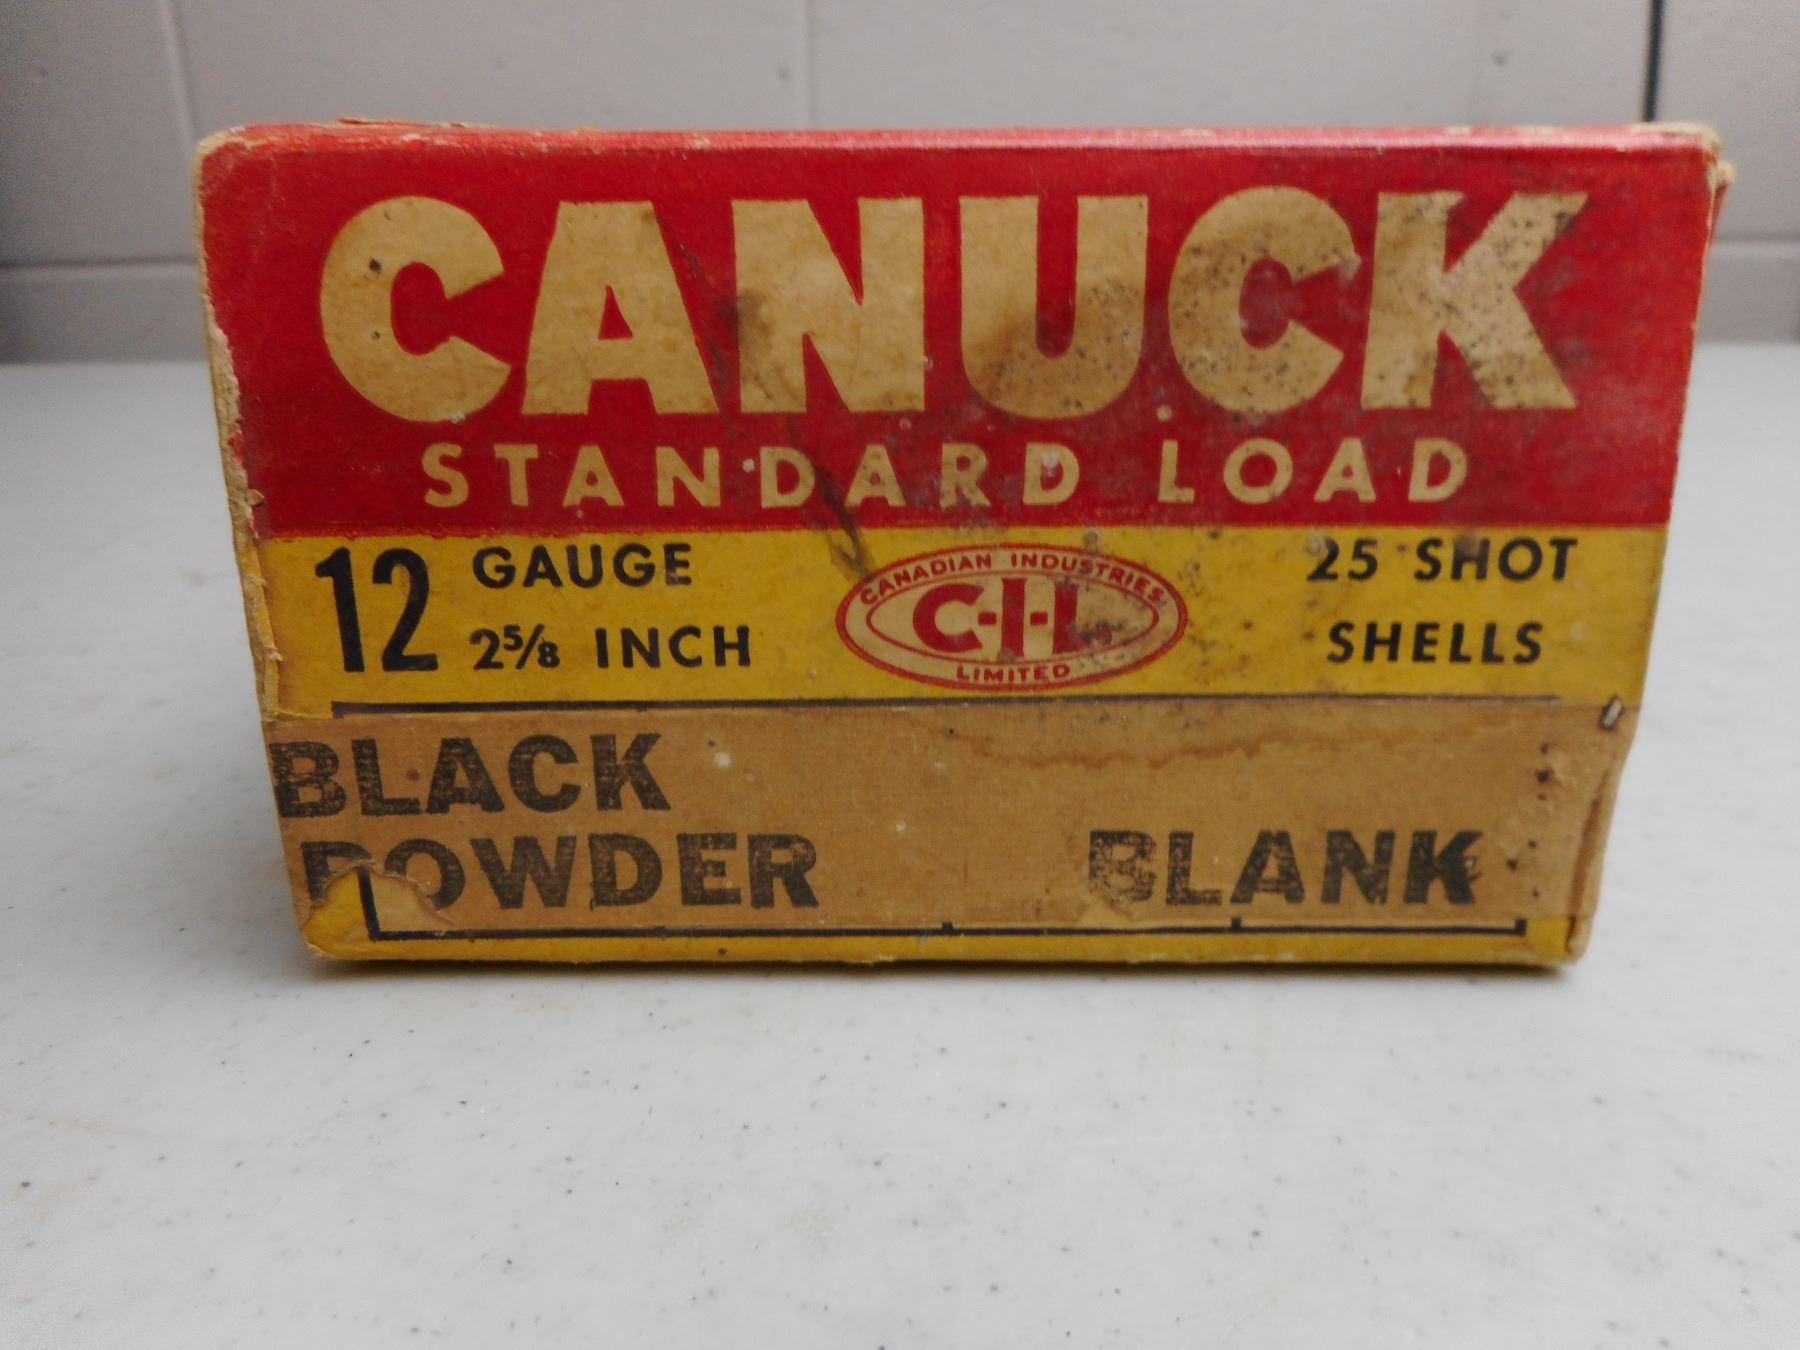 CANUCK
STANDARD LOAD
12 GAUGE
2⅝ INCH
CANADIAN INDUSTRIES
C-I-L
LIMITED
25 SHOT
SHELLS
BLACK
POWDER BLANK